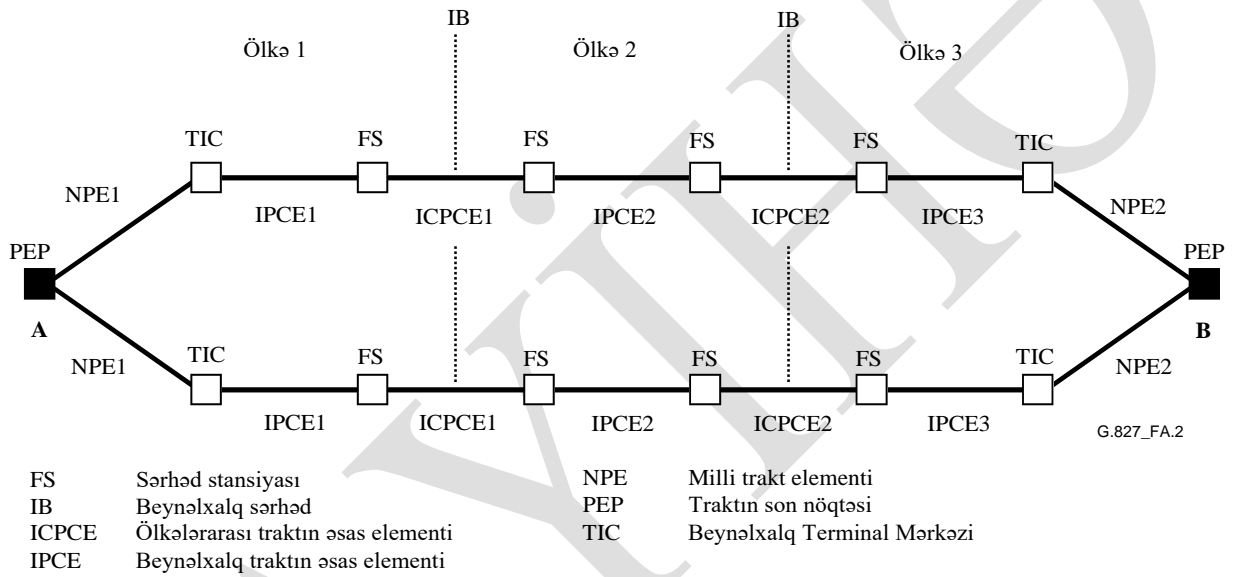 IB IB
Ölkə 1 Ölkə 2 Ölkə 3
TIC FS FS FS FS TIC
NPE1 NPE2
IPCE1 ICPCE1 IPCE2 ICPCE2 IPCE3
PEP PEP
A B
NPE1 NPE2
TIC FS FS FS FS TIC
IPCE1 ICPCE1 IPCE2 ICPCE2 IPCE3
G.827_FA.2
FS Sərhəd stansiyası
IB Beynəlxalq sərhəd
ICPCE Ölkələrarası traktın əsas elementi
IPCE Beynəlxalq traktın əsas elementi
NPE Milli trakt elementi
PEP Traktın son nöqtəsi
TIC Beynəlxalq Terminal Mərkəzi
YİHƏ